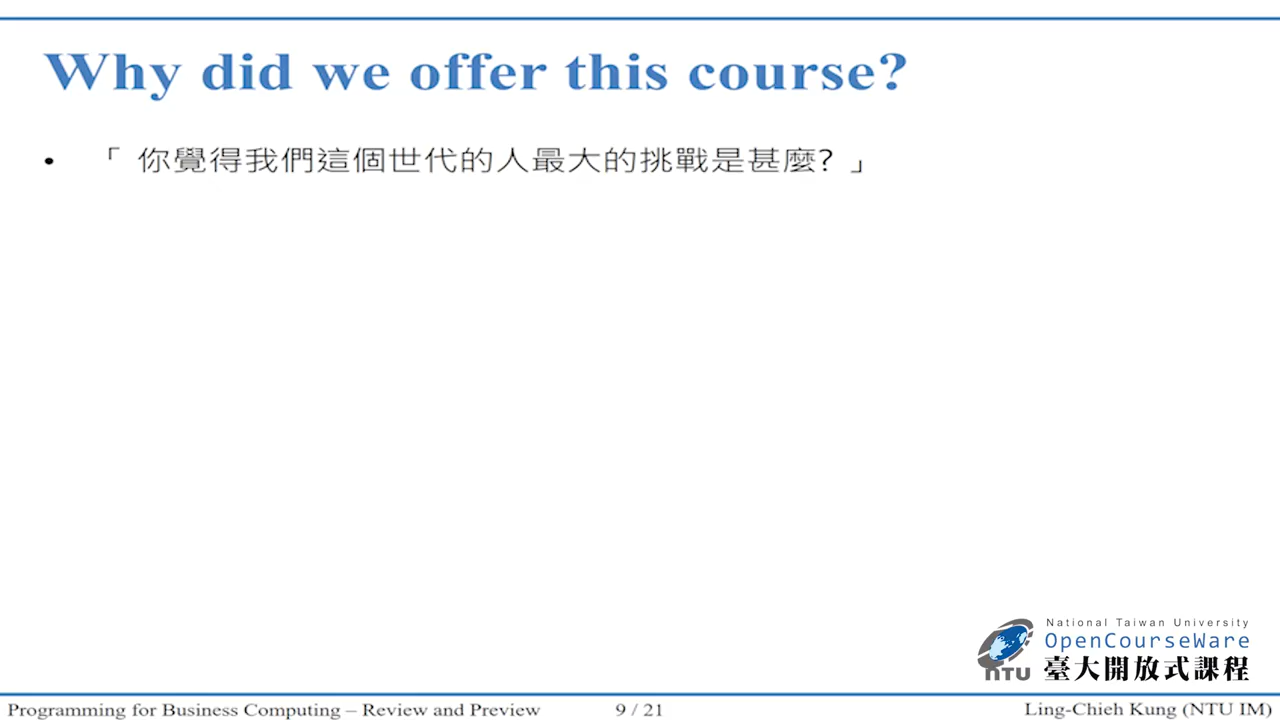 Why did we offer this course?
• 「 你覺得我們這個世代的人最大的挑戰是甚麼? 」
National Taiwan University
OpenCourseWare
臺大開放式課程
NTU
Programming for Business Computing – Review and Preview 9 / 21 Ling-Chieh Kung (NTU IM)